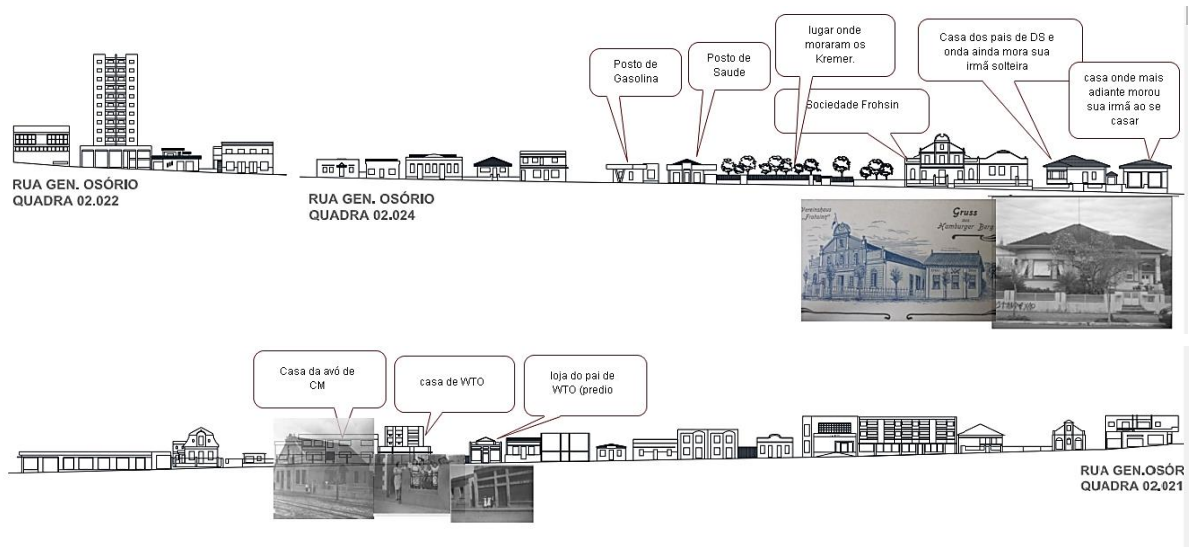 Posto de
Gasolina
Posto de
Saude
lugar onde
moraram os
Kremer.
Sociedade Frohsin
Casa dos pais de DS e
onda ainda mora sua
irmã solteira
casa onde mais
adiante morou
sua irmã ao se
casar
RUA GEN. OSÓRIO
QUADRA 02.022
RUA GEN. OSÓRIO
QUADRA 02.024
Vereinshaus
"Frohsinn"
Gruss
aus
Hamburger Berg
Casa da avó de
CM
casa de WTO
loja do pai de
WTO (predio
RUA GEN.OSÓR
QUADRA 02.021